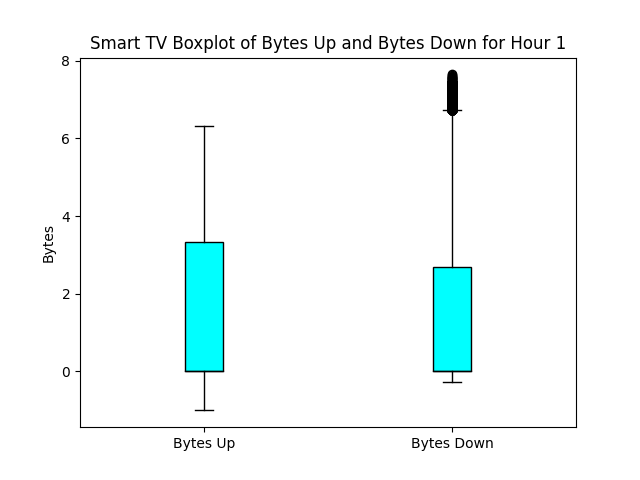 Smart TV Boxplot of Bytes Up and Bytes Down for Hour 1
8
6
4
2
0
Bytes
Bytes Up
Bytes Down